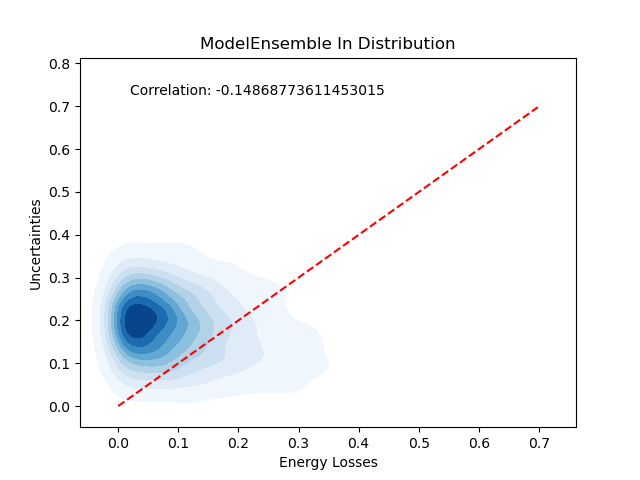 ModelEnsemble In Distribution
Correlation: -0.14868773611453015
Uncertainties
0.8
0.7
0.6
0.5
0.4
0.3
0.2
0.1
0.0
0.0 0.1 0.2 0.3 0.4 0.5 0.6 0.7
Energy Losses